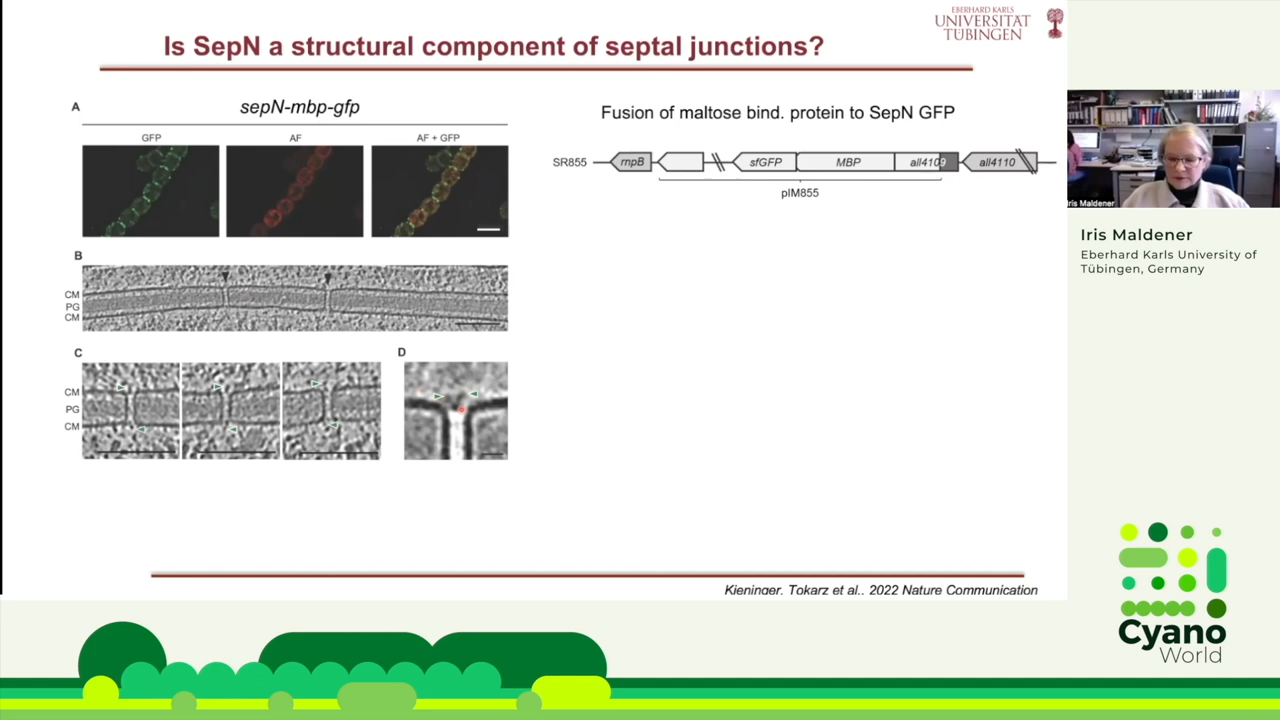 EBERHARD KARLS
UNIVERSITÄT
TÜBINGEN
Is SepN a structural component of septal junctions?
A
sepN-mbp-gfp
GFP
AF
AF + GFP
Fusion of maltose bind. protein to SepN GFP
SR855
rnpB
sfGFP
MBP
all4109
all4110
pIM855
B
CM
PG
CM
C
D
CM
PG
CM
Kieninger, Tokarz et al., 2022 Nature Communication
Iris Maldener
Iris Maldener
Eberhard Karls University of
Tübingen, Germany
Cyano
World